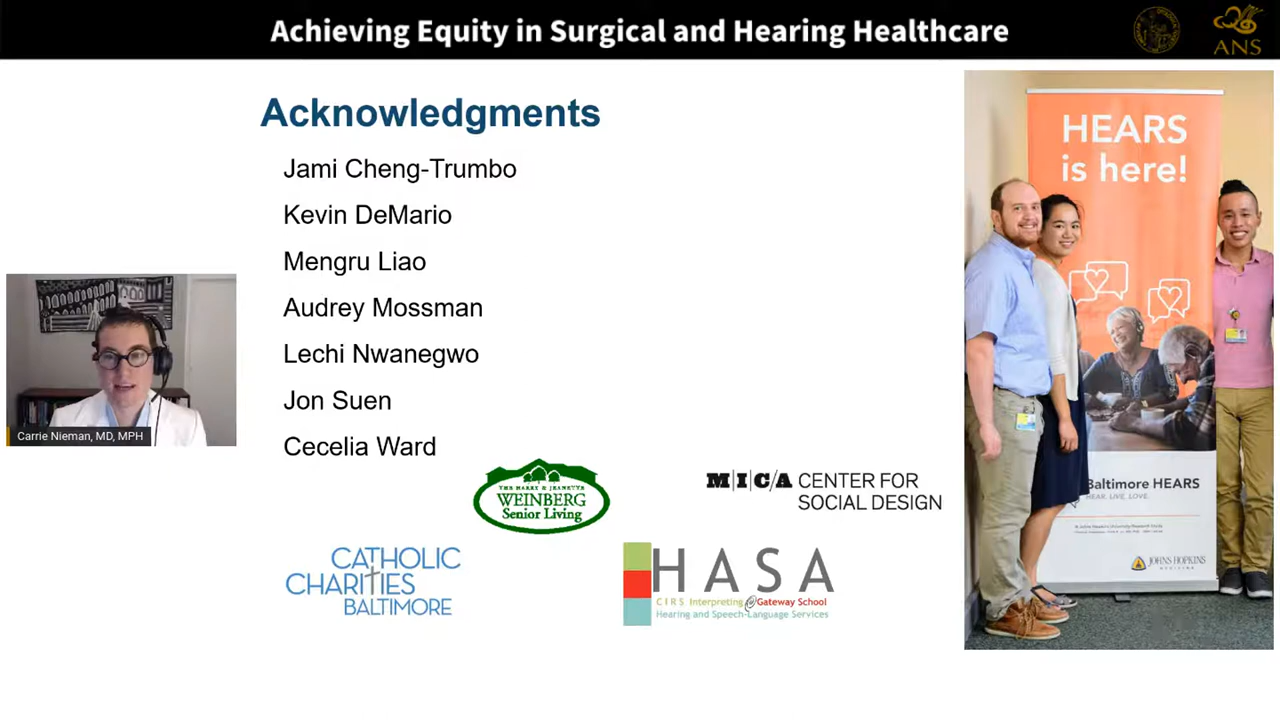 Achieving Equity in Surgical and Hearing Healthcare
ANS
Acknowledgments
Jami Cheng-Trumbo
Kevin DeMario
Mengru Liao
Audrey Mossman
Lechi Nwanegwo
Jon Suen
Cecelia Ward
Carrie Nieman, MD, MPH
THE HARRY & JEANETTE
WEINBERG
Senior Living
M|I|C|A CENTER FOR
SOCIAL DESIGN
CATHOLIC
CHARITIES
BALTIMORE
HASA
CIRS Interpreting @ Gateway School
Hearing and Speech-Language Services
HEARS
is here!
Baltimore HEARS
HEAR. LIVE. LOVE.
JOHNS HOPKINS
MEDICINE